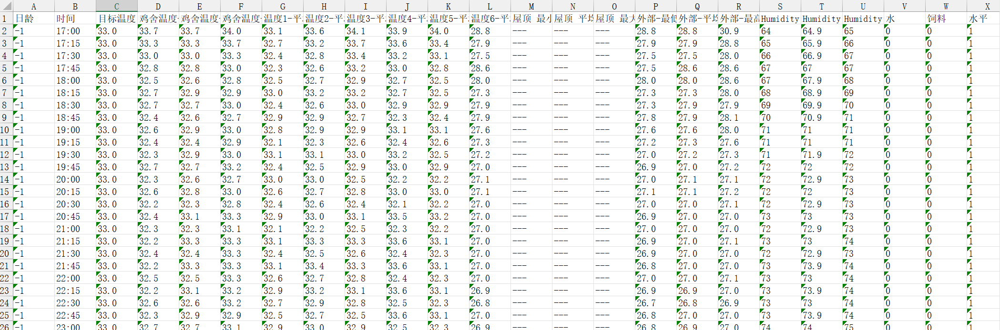 A B C D E F G H I J K L M N O P Q R S T U V W X
1 日龄 时间 目标温度 鸡舍温度- 鸡舍温度- 鸡舍温度- 温度1-平 温度2-平 温度3-平 温度4-平 温度5-平 温度6-平 屋顶 最小 屋顶 平均 屋顶 最大 外部-最低 外部-平均 外部-最高 Humidity Humidity Humidity 水 饲料 水平
2 -1 17:00 33.0 33.7 33.7 34.0 33.1 33.6 34.1 33.9 34.0 28.8 --- --- --- 28.8 28.8 30.9 64 64.9 65 0 0 1
3 -1 17:15 33.0 33.3 33.3 33.7 32.7 33.2 33.7 33.6 33.4 27.9 --- --- --- 27.9 27.9 28.8 65 65.9 66 0 0 1
4 -1 17:30 33.0 33.0 33.0 33.3 32.4 32.8 33.4 33.2 33.1 27.5 --- --- --- 27.5 27.5 28.0 66 66.9 67 0 0 1
5 -1 17:45 33.0 32.8 32.8 33.0 32.3 32.6 33.2 33.0 32.8 28.6 --- --- --- 27.5 28.6 28.6 67 67 67 0 0 1
6 -1 18:00 33.0 32.5 32.6 32.8 32.5 32.7 32.9 32.7 32.5 28.0 --- --- --- 28.0 28.0 28.6 67 67.9 68 0 0 1
7 -1 18:15 33.0 32.7 32.9 32.9 33.0 33.2 33.2 32.7 32.5 27.3 --- --- --- 27.3 27.3 28.0 68 68.9 69 0 0 1
8 -1 18:30 33.0 32.7 32.7 33.0 32.4 32.6 33.0 32.9 32.9 27.9 --- --- --- 27.3 27.9 27.9 69 69.9 70 0 0 1
9 -1 18:45 33.0 32.4 32.6 32.7 32.9 32.9 32.7 32.3 32.4 27.9 --- --- --- 27.8 27.9 28.1 70 70.9 71 0 0 1
10 -1 19:00 33.0 32.6 32.9 33.0 32.8 32.9 32.9 33.1 33.1 27.6 --- --- --- 27.6 27.6 28.0 71 71 71 0 0 1
11 -1 19:15 33.0 32.4 32.4 32.9 32.1 32.3 32.6 32.4 32.6 27.3 --- --- --- 27.2 27.3 27.6 71 71 71 0 0 1
12 -1 19:30 33.0 32.3 32.9 33.0 33.1 33.1 33.0 33.2 32.5 27.2 --- --- --- 27.0 27.2 27.3 71 71.9 72 0 0 1
13 -1 19:45 33.0 32.7 32.7 33.2 32.4 32.5 32.9 33.0 32.9 27.0 --- --- --- 26.9 27.0 27.2 72 72 72 0 0 1
14 -1 20:00 33.0 32.3 32.6 32.7 33.0 33.0 32.5 32.2 32.2 27.1 --- --- --- 27.0 27.1 27.1 72 72.9 73 0 0 1
15 -1 20:15 33.0 32.6 32.8 33.0 32.6 32.7 32.8 33.0 33.0 27.1 --- --- --- 27.1 27.1 27.2 72 72 73 0 0 1
16 -1 20:30 33.0 32.2 32.3 32.8 32.4 32.6 32.4 32.1 32.2 27.0 --- --- --- 27.0 27.0 27.1 72 72.9 73 0 0 1
17 -1 20:45 33.0 32.4 33.1 33.3 32.9 33.0 33.1 33.5 33.2 27.0 --- --- --- 26.9 27.0 27.0 73 73 73 0 0 1
18 -1 21:00 33.0 32.3 32.3 33.1 32.1 32.2 32.5 32.3 32.2 27.0 --- --- --- 27.0 27.0 27.0 72 72.9 73 0 0 1
19 -1 21:15 33.0 32.2 33.3 33.3 33.1 33.3 33.3 33.6 33.1 27.0 --- --- --- 26.9 27.0 27.1 73 73 74 0 0 1
20 -1 21:30 33.0 32.4 32.4 33.3 32.4 32.5 32.6 32.4 32.3 27.0 --- --- --- 26.9 27.0 27.0 72 72.9 73 0 0 1
21 -1 21:45 33.0 32.2 33.3 33.3 33.1 33.4 33.3 33.6 33.1 27.0 --- --- --- 26.8 27.0 27.0 73 73.9 74 0 0 1
22 -1 22:00 33.0 32.5 32.5 33.3 32.6 32.7 32.8 32.4 32.3 27.0 --- --- --- 27.0 27.0 27.1 73 73 74 0 0 1
23 -1 22:15 33.0 32.2 33.1 33.2 32.9 33.2 33.1 33.6 33.1 26.9 --- --- --- 26.9 26.9 27.0 73 73.9 74 0 0 1
24 -1 22:30 33.0 32.6 32.6 33.2 32.7 32.9 32.8 32.5 32.3 26.8 --- --- --- 26.7 26.8 26.9 73 73 74 0 0 1
25 -1 22:45 33.0 32.3 32.9 32.9 32.5 32.7 32.5 33.6 33.1 27.0 --- --- --- 26.8 27.0 27.0 73 73.9 74 0 0 1
26 -1 23:00 33.0 32.7 32.7 33.1 32.9 33.0 32.9 32.5 32.3 26.9 --- --- --- 26.8 26.9 27.0 74 74 75 0 0 1